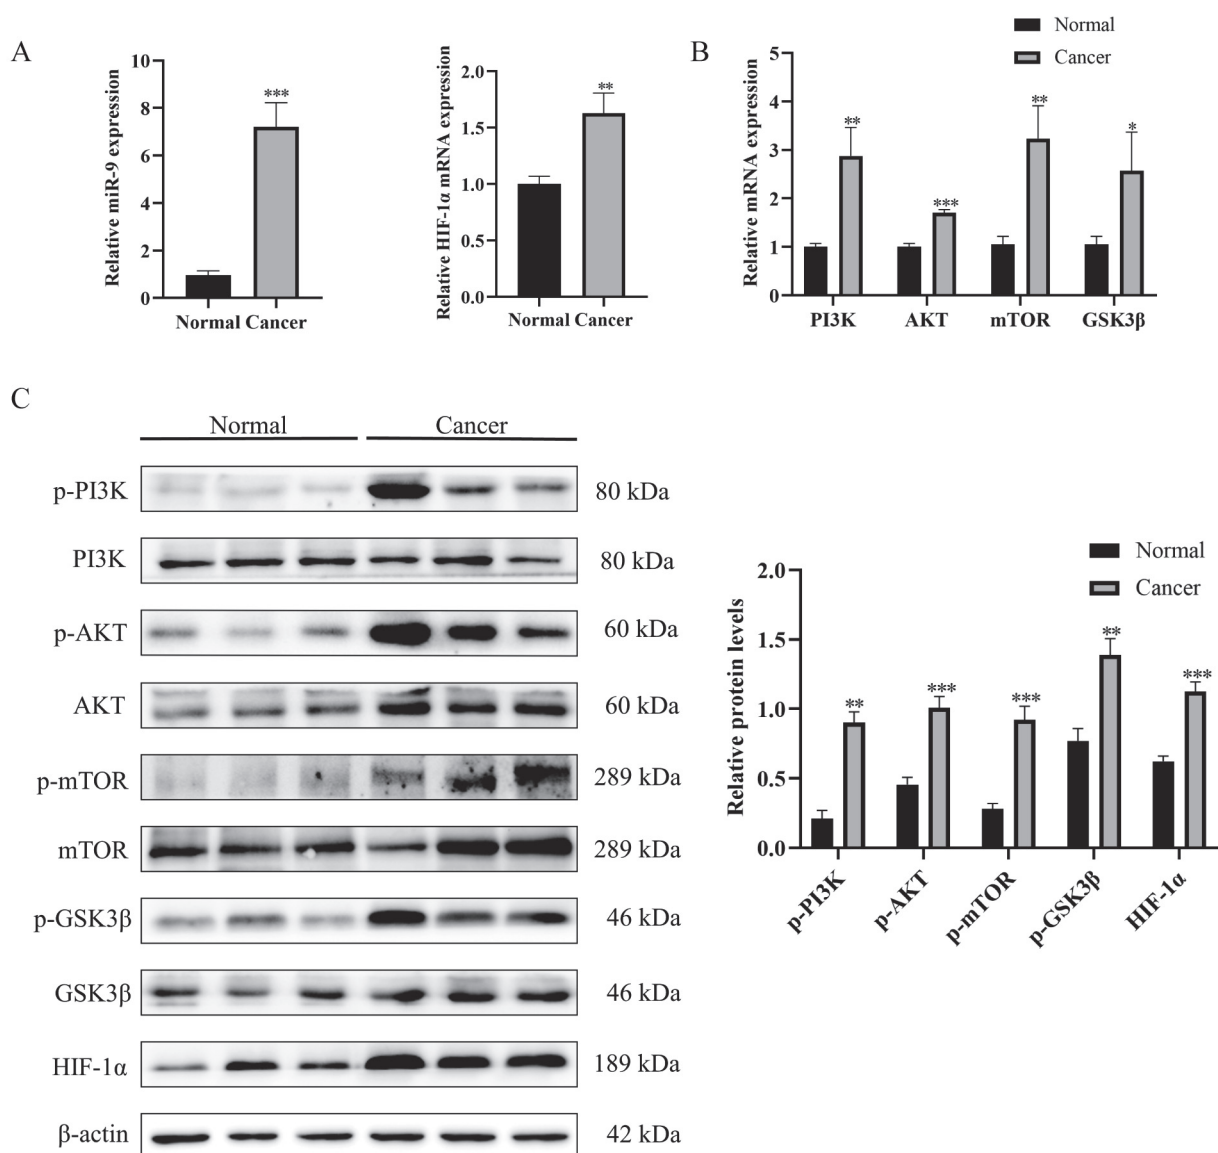 A
Relative miR-9 expression
10
8
6
4
2
0
***
Normal Cancer
Relative HIF-1α mRNA expression
2.0
1.5
1.0
0.5
0.0
**
Normal Cancer
B
Normal
Cancer
Relative mRNA expression
5
4
3
2
1
0
**
***
**
*
PI3K AKT mTOR GSK3β
C
Normal Cancer
p-PI3K 80 kDa
PI3K 80 kDa
p-AKT 60 kDa
AKT 60 kDa
p-mTOR 289 kDa
mTOR 289 kDa
p-GSK3β 46 kDa
GSK3β 46 kDa
HIF-1α 189 kDa
β-actin 42 kDa
Normal
Cancer
Relative protein levels
2.0
1.5
1.0
0.5
0.0
**
***
***
**
***
p-PI3K
p-AKT
p-mTOR
p-GSK3β
HIF-1α